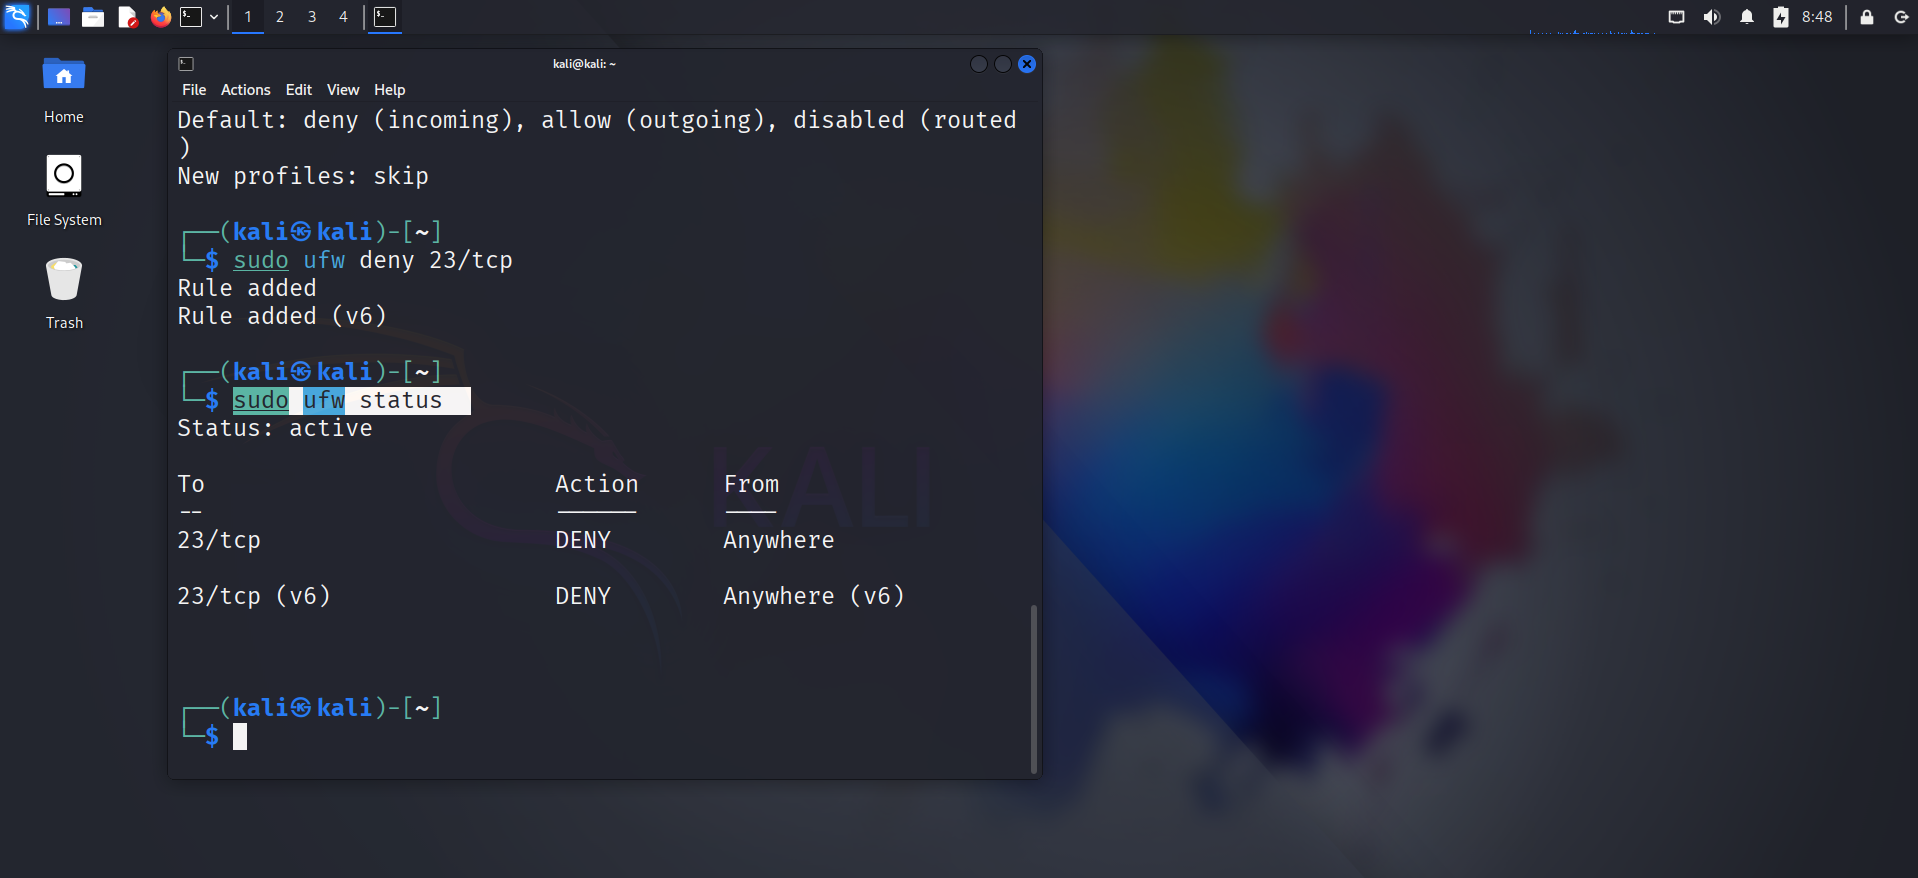 1 2 3 4
8:48
Home
File System
Trash
kali@kali: ~
File Actions Edit View Help
Default: deny (incoming), allow (outgoing), disabled (routed
)
New profiles: skip
┌──(kali㉿kali)-[~]
└─$ sudo ufw deny 23/tcp
Rule added
Rule added (v6)
┌──(kali㉿kali)-[~]
└─$ sudo ufw status
Status: active
To Action From
-- ------ ----
23/tcp DENY Anywhere
23/tcp (v6) DENY Anywhere (v6)
┌──(kali㉿kali)-[~]
└─$
KALI